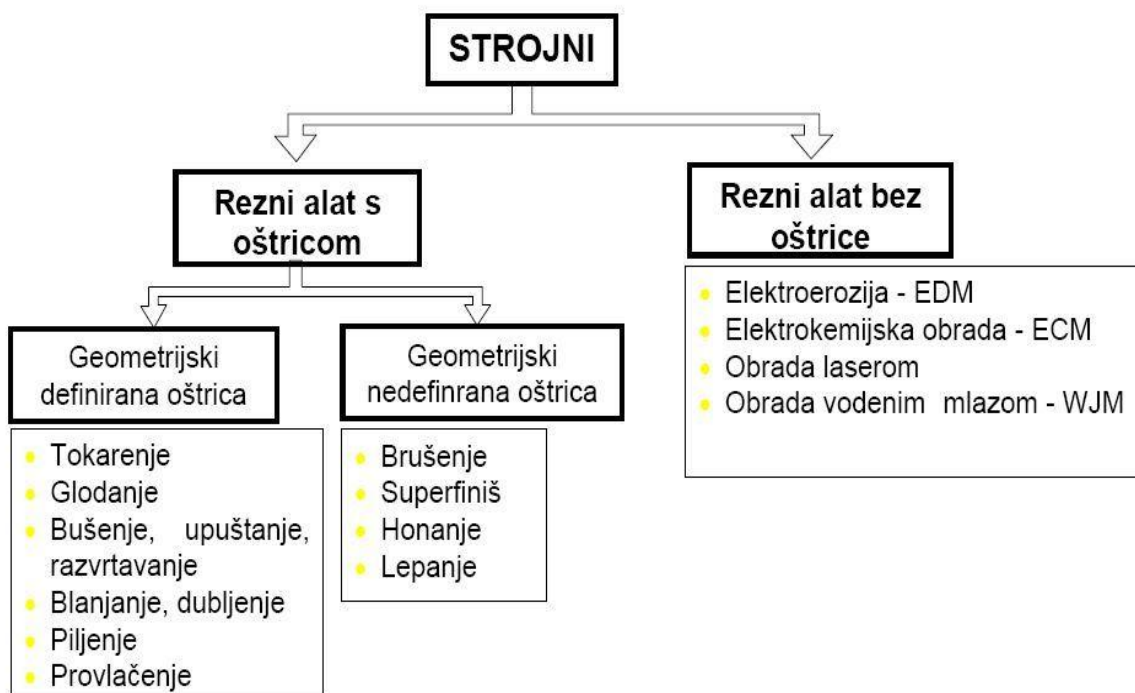 STROJNI
Rezni alat s
oštricom
Rezni alat bez
oštrice
Geometrijski
definirana oštrica
Geometrijski
nedefinrana oštrica
• Elektroerozija - EDM
• Elektrokemijska obrada - ECM
• Obrada laserom
• Obrada vodenim mlazom - WJM
• Tokarenje
• Glodanje
• Bušenje, upuštanje,
razvrtavanje
• Blanjanje, dubljenje
• Piljenje
• Provlačenje
• Brušenje
• Superfiniš
• Honanje
• Lepanje